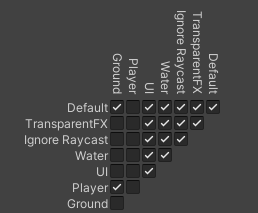 Ground
Player
UI
Water
Ignore Raycast
TransparentFX
Default
Default
TransparentFX
Ignore Raycast
Water
UI
Player
Ground